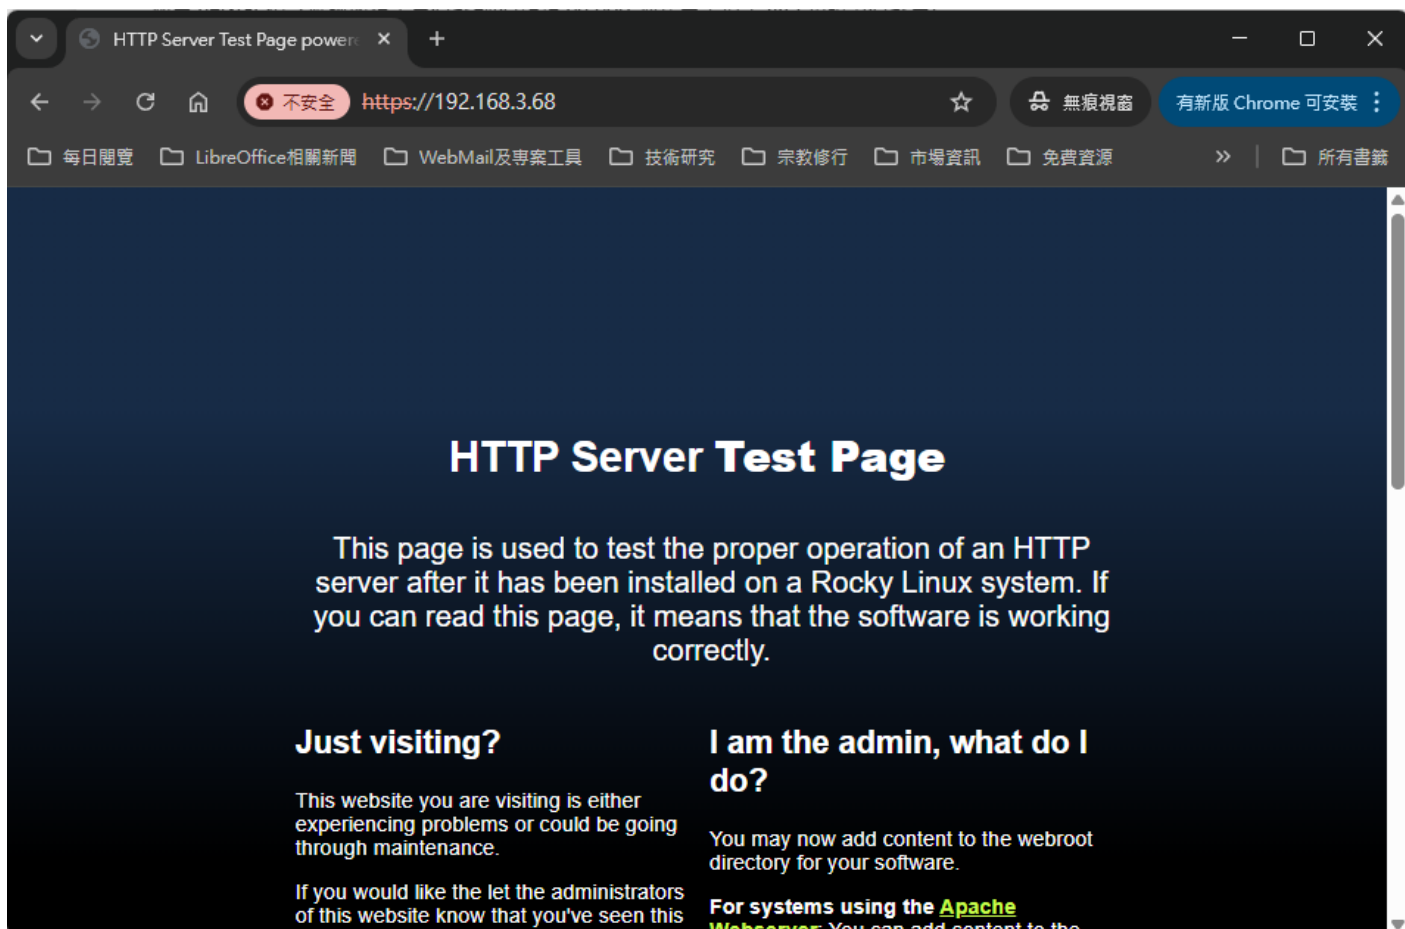 HTTP Server Test Page power
不安全 https://192.168.3.68
無痕視窗
有新版 Chrome 可安裝
每日閱覽
LibreOffice相關新聞
WebMail及專案工具
技術研究
宗教修行
市場資訊
免費資源
所有書籤
HTTP Server Test Page
This page is used to test the proper operation of an HTTP
server after it has been installed on a Rocky Linux system. If
you can read this page, it means that the software is working
correctly.
Just visiting?
This website you are visiting is either
experiencing problems or could be going
through maintenance.
If you would like the let the administrators
of this website know that you've seen this
I am the admin, what do I
do?
You may now add content to the webroot
directory for your software.
For systems using the Apache
Webserver: You can add content to the